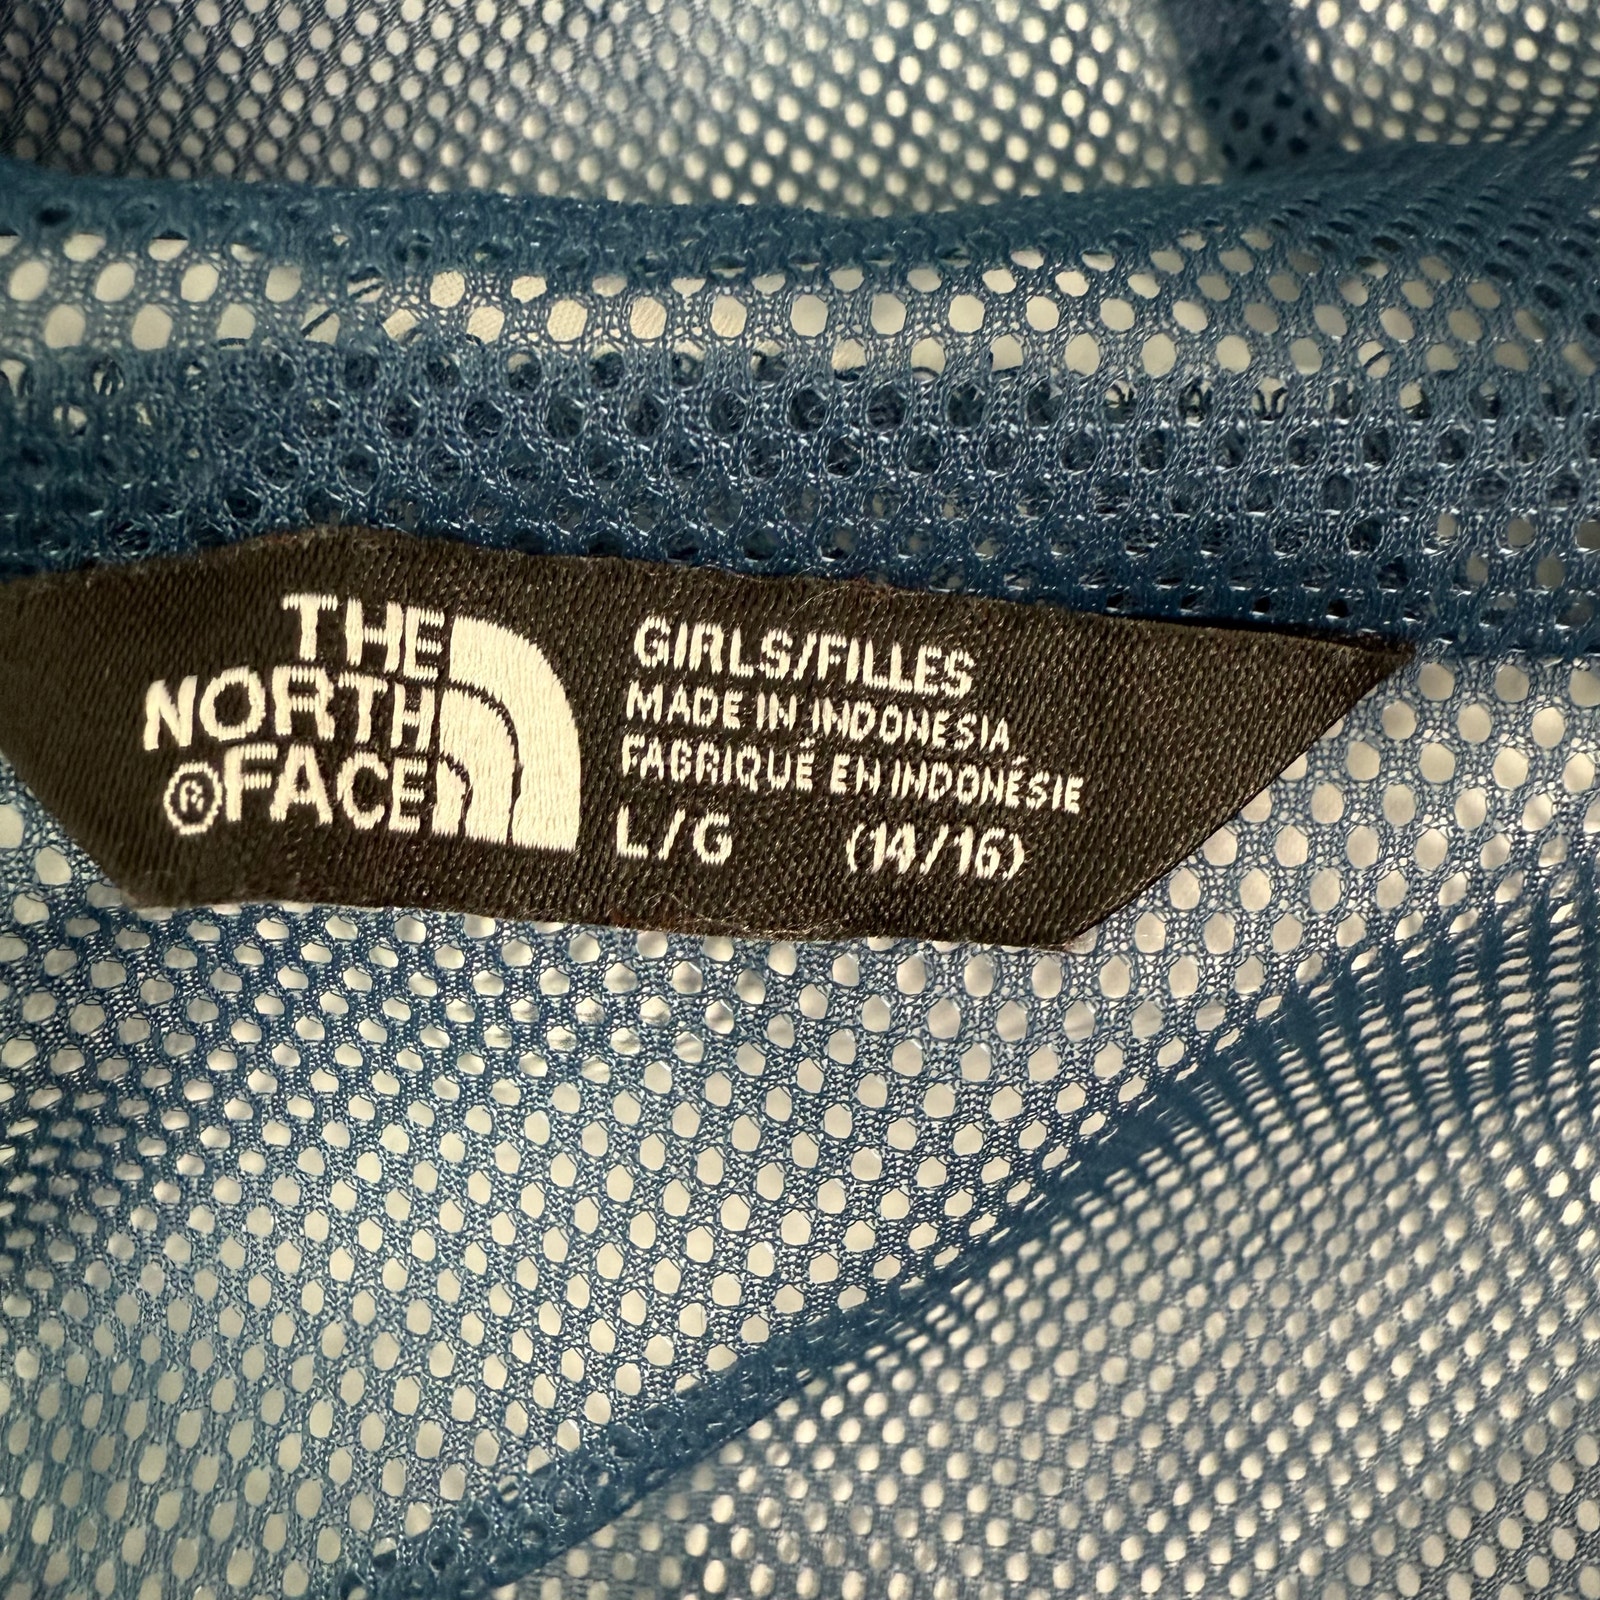 THE
NORTH
®FACE
GIRLS/FILLES
MADE IN INDONESIA
FABRIQUÉ EN INDONÉSIE
L/G (14/16)